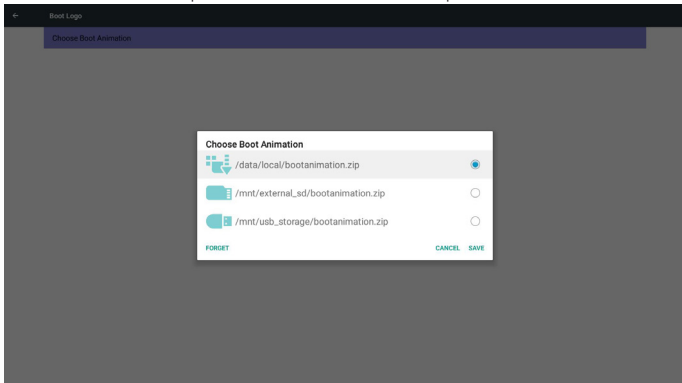 Boot Logo
Choose Boot Animation
Choose Boot Animation
/data/local/bootanimation.zip
/mnt/external_sd/bootanimation.zip
/mnt/usb_storage/bootanimation.zip
FORGET CANCEL SAVE